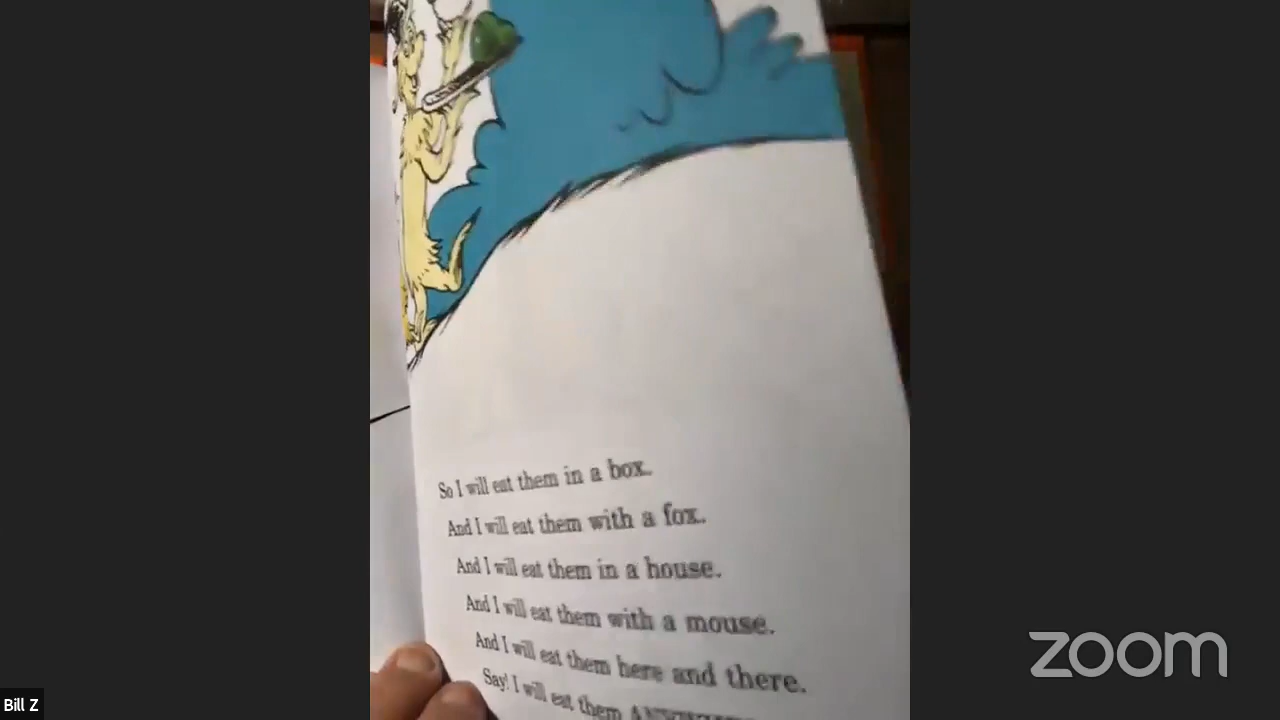 So I will eat them in a box.
And I will eat them with a fox.
And I will eat them in a house.
And I will eat them with a mouse.
And I will eat them here and there.
Say! I will eat them
zoom
Bill Z